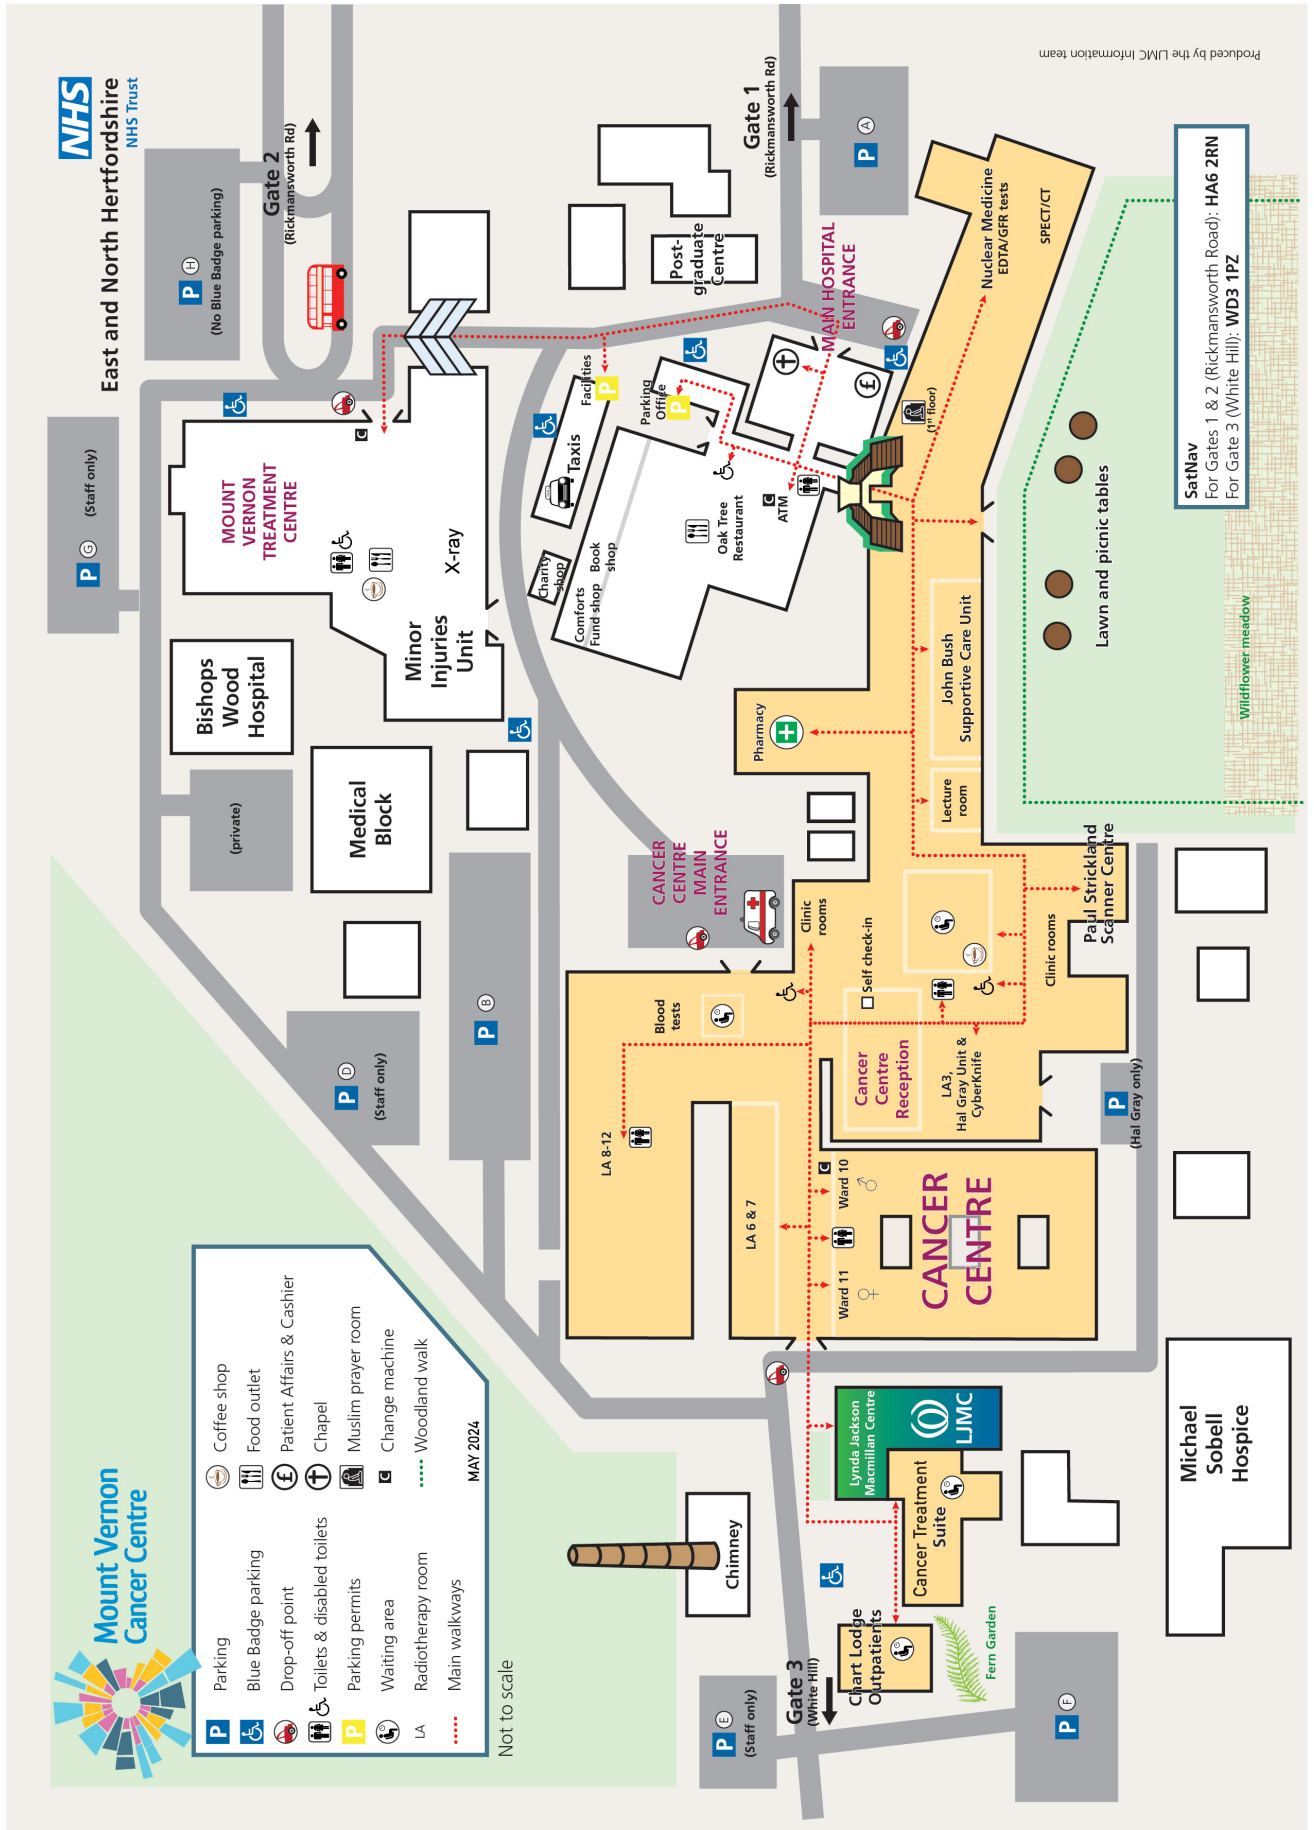 Mount Vernon
Cancer Centre
NHS
East and North Hertfordshire
NHS Trust
P
Parking
Blue Badge parking
Drop-off point
Toilets & disabled toilets
P
Parking permits
Waiting area
LA
Radiotherapy room
Main walkways
Coffee shop
Food outlet
£
Patient Affairs & Cashier
Chapel
Muslim prayer room
C
Change machine
Woodland walk
MAY 2024
Not to scale
P D
(Staff only)
P B
(private)
Bishops
Wood
Hospital
Medical
Block
P G
(Staff only)
P H
(No Blue Badge parking)
Gate 2
(Rickmansworth Rd)
MOUNT
VERNON
TREATMENT
CENTRE
C
X-ray
Minor
Injuries
Unit
Taxis
Charity
shop
Comforts
Fund shop
Book
shop
Facilities
P
Parking
Office
P
Oak Tree
Restaurant
C
ATM
£
MAIN HOSPITAL
ENTRANCE
Post-
graduate
Centre
Gate 1
(Rickmansworth Rd)
P A
(1st floor)
Nuclear Medicine
EDTA/GFR tests
SPECT/CT
Pharmacy
John Bush
Supportive Care Unit
Lecture
room
CANCER
CENTRE
MAIN
ENTRANCE
Clinic
rooms
Self check-in
Blood
tests
Cancer
Centre
Reception
Clinic rooms
Paul Strickland
Scanner Centre
LA3,
Hal Gray Unit &
CyberKnife
P
(Hal Gray only)
LA 8-12
LA 6 & 7
C
Ward 10
Ward 11
CANCER
CENTRE
Chimney
Lynda Jackson
Macmillan Centre
LJMC
Cancer Treatment
Suite
Chart Lodge
Outpatients
Fern Garden
Gate 3
(White Hill)
P E
(Staff only)
P F
Michael
Sobell
Hospice
Lawn and picnic tables
Wildflower meadow
SatNav
For Gates 1 & 2 (Rickmansworth Road): HA6 2RN
For Gate 3 (White Hill): WD3 1PZ
Produced by the LJMC Information team